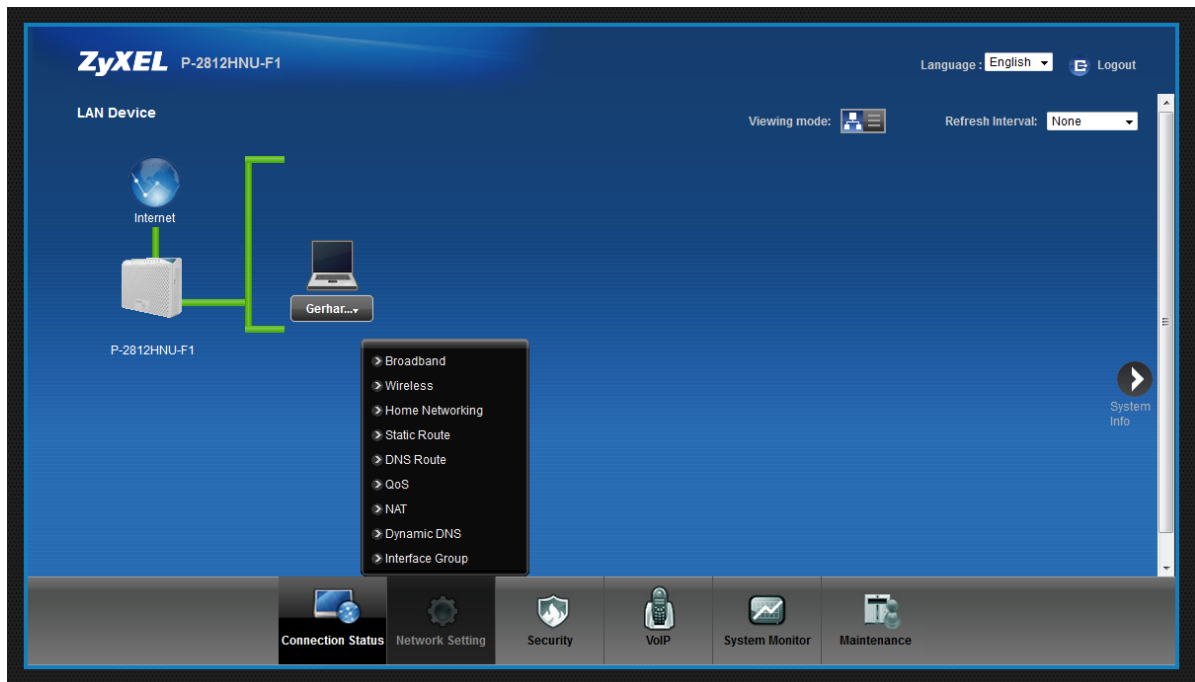 ZyXEL P-2812HNU-F1
Language : English
Logout
LAN Device
Viewing mode:
Refresh Interval: None
Internet
Gerhar...
P-2812HNU-F1
Broadband
Wireless
Home Networking
Static Route
DNS Route
QoS
NAT
Dynamic DNS
Interface Group
System
Info
Connection Status
Network Setting
Security
VoIP
System Monitor
Maintenance